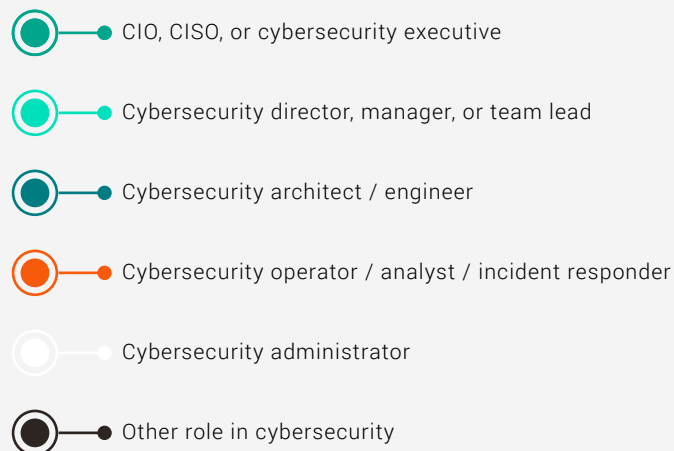 CIO, CISO, or cybersecurity executive
Cybersecurity director, manager, or team lead
Cybersecurity architect / engineer
Cybersecurity operator / analyst / incident responder
Cybersecurity administrator
Other role in cybersecurity